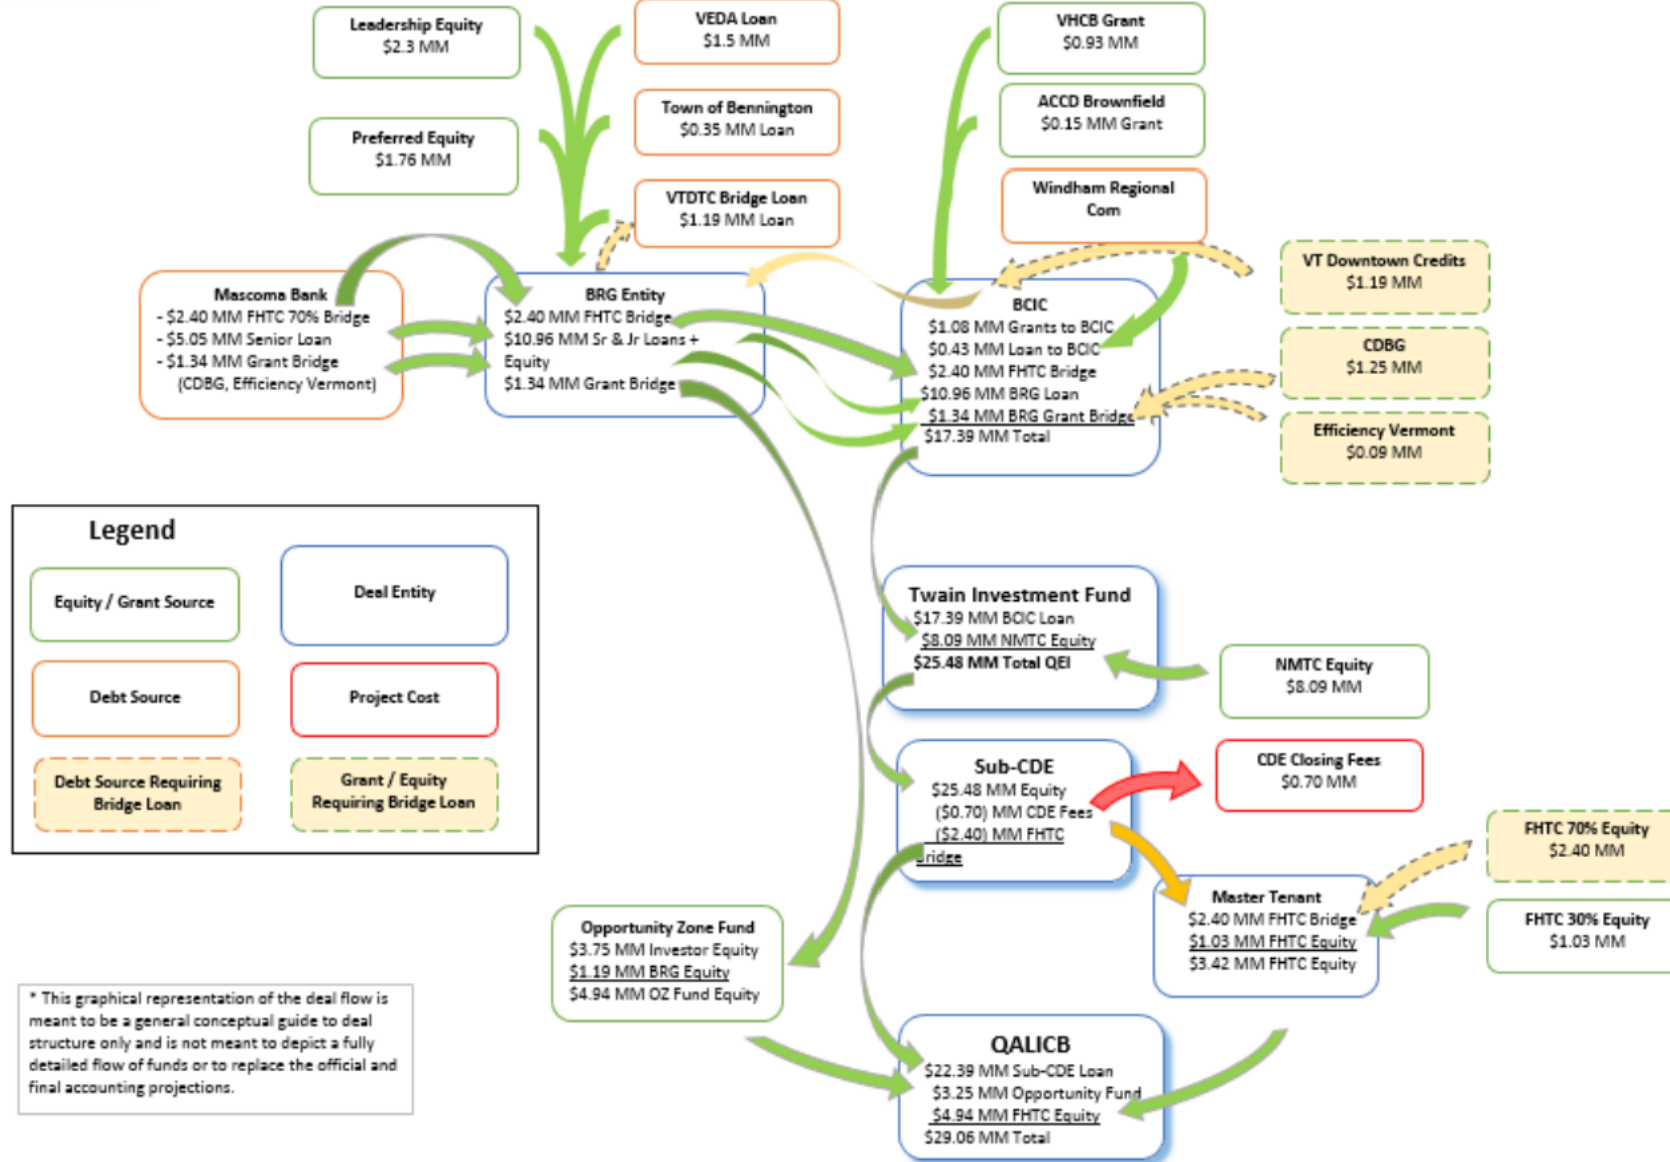 Leadership Equity
$2.3 MM
VEDA Loan
$1.5 MM
VHCB Grant
$0.93 MM
Preferred Equity
$1.76 MM
Town of Bennington
$0.35 MM Loan
ACCD Brownfield
$0.15 MM Grant
VTDTC Bridge Loan
$1.19 MM Loan
Windham Regional
Com
VT Downtown Credits
$1.19 MM
CDBG
$1.25 MM
Efficiency Vermont
$0.09 MM
Mascoma Bank
- $2.40 MM FHTC 70% Bridge
- $5.05 MM Senior Loan
- $1.34 MM Grant Bridge
(CDBG, Efficiency Vermont)
BRG Entity
$2.40 MM FHTC Bridge
$10.96 MM Sr & Jr Loans +
Equity
$1.34 MM Grant Bridge
BCIC
$1.08 MM Grants to BCIC
$0.43 MM Loan to BCIC
$2.40 MM FHTC Bridge
$10.96 MM BRG Loan
$1.34 MM BRG Grant Bridge
$17.39 MM Total
Legend
Equity / Grant Source
Deal Entity
Debt Source
Project Cost
Debt Source Requiring
Bridge Loan
Grant / Equity
Requiring Bridge Loan
Twain Investment Fund
$17.39 MM BCIC Loan
$8.09 MM NMTC Equity
$25.48 MM Total QEI
NMTC Equity
$8.09 MM
Sub-CDE
$25.48 MM Equity
($0.70) MM CDE Fees
($2.40) MM FHTC
Bridge
CDE Closing Fees
$0.70 MM
FHTC 70% Equity
$2.40 MM
Master Tenant
$2.40 MM FHTC Bridge
$1.03 MM FHTC Equity
$3.42 MM FHTC Equity
FHTC 30% Equity
$1.03 MM
Opportunity Zone Fund
$3.75 MM Investor Equity
$1.19 MM BRG Equity
$4.94 MM OZ Fund Equity
QALICB
$22.39 MM Sub-CDE Loan
$3.25 MM Opportunity Fund
$4.94 MM FHTC Equity
$29.06 MM Total
* This graphical representation of the deal flow is
meant to be a general conceptual guide to deal
structure only and is not meant to depict a fully
detailed flow of funds or to replace the official and
final accounting projections.